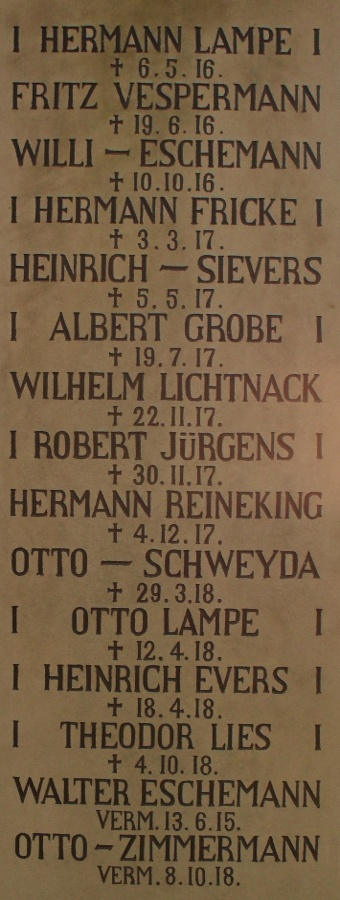 I HERMANN LAMPE I
† 6.5.16.
FRITZ VESPERMANN
† 19.6.16.
WILLI — ESCHEMANN
† 10.10.16.
I HERMANN FRICKE I
† 3.3.17.
HEINRICH — SIEVERS
† 5.5.17.
I ALBERT GROBE I
† 19.7.17.
WILHELM LICHTNACK
† 22.11.17.
I ROBERT JüRGENS I
† 30.11.17.
HERMANN REINEKING
† 4.12.17.
OTTO — SCHWEYDA
† 29.3.18.
I OTTO LAMPE I
† 12.4.18.
I HEINRICH EVERS I
† 18.4.18.
I THEODOR LIES I
† 4.10.18.
WALTER ESCHEMANN
VERM. 13.6.15.
OTTO – ZIMMERMANN
VERM. 8.10.18.